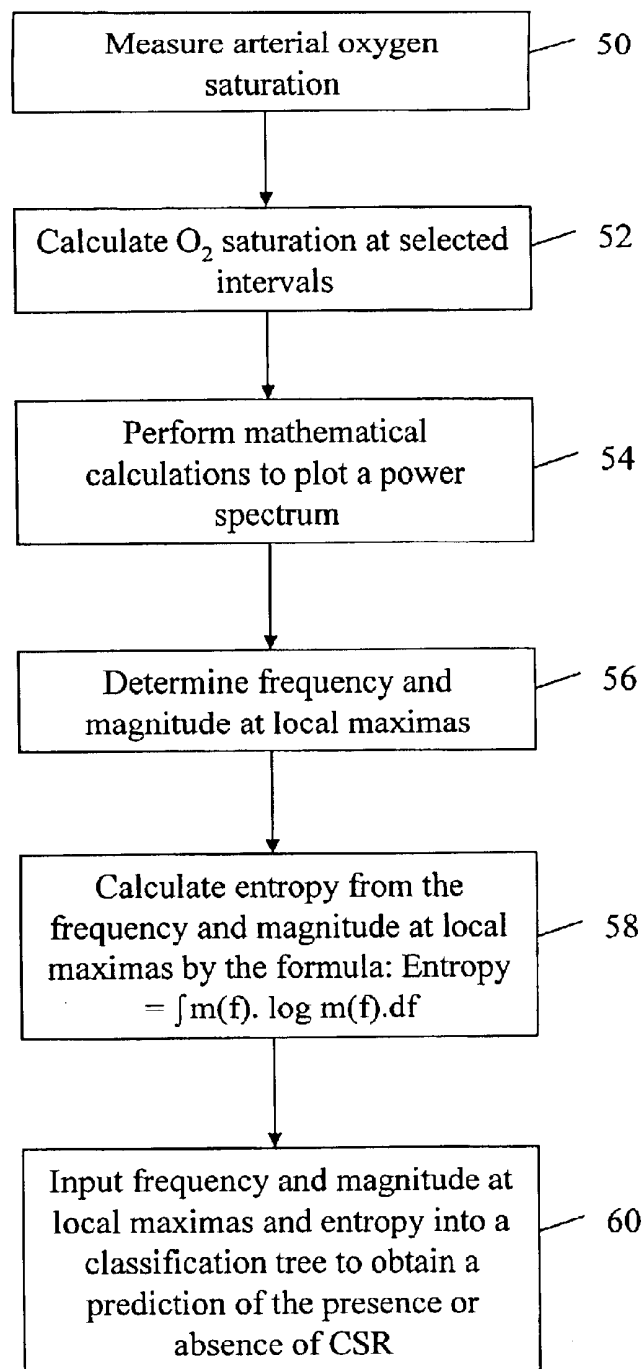 Measure arterial oxygen
saturation
50
Calculate O₂ saturation at selected
intervals
52
Perform mathematical
calculations to plot a power
spectrum
54
Determine frequency and
magnitude at local maximas
56
Calculate entropy from the
frequency and magnitude at local
maximas by the formula: Entropy
= ∫m(f). log m(f).df
58
Input frequency and magnitude at
local maximas and entropy into a
classification tree to obtain a
prediction of the presence or
absence of CSR
60